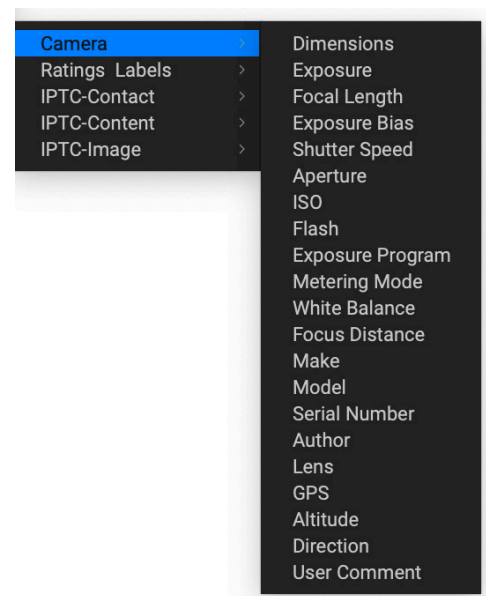 Camera
Ratings Labels
IPTC-Contact
IPTC-Content
IPTC-Image
Dimensions
Exposure
Focal Length
Exposure Bias
Shutter Speed
Aperture
ISO
Flash
Exposure Program
Metering Mode
White Balance
Focus Distance
Make
Model
Serial Number
Author
Lens
GPS
Altitude
Direction
User Comment